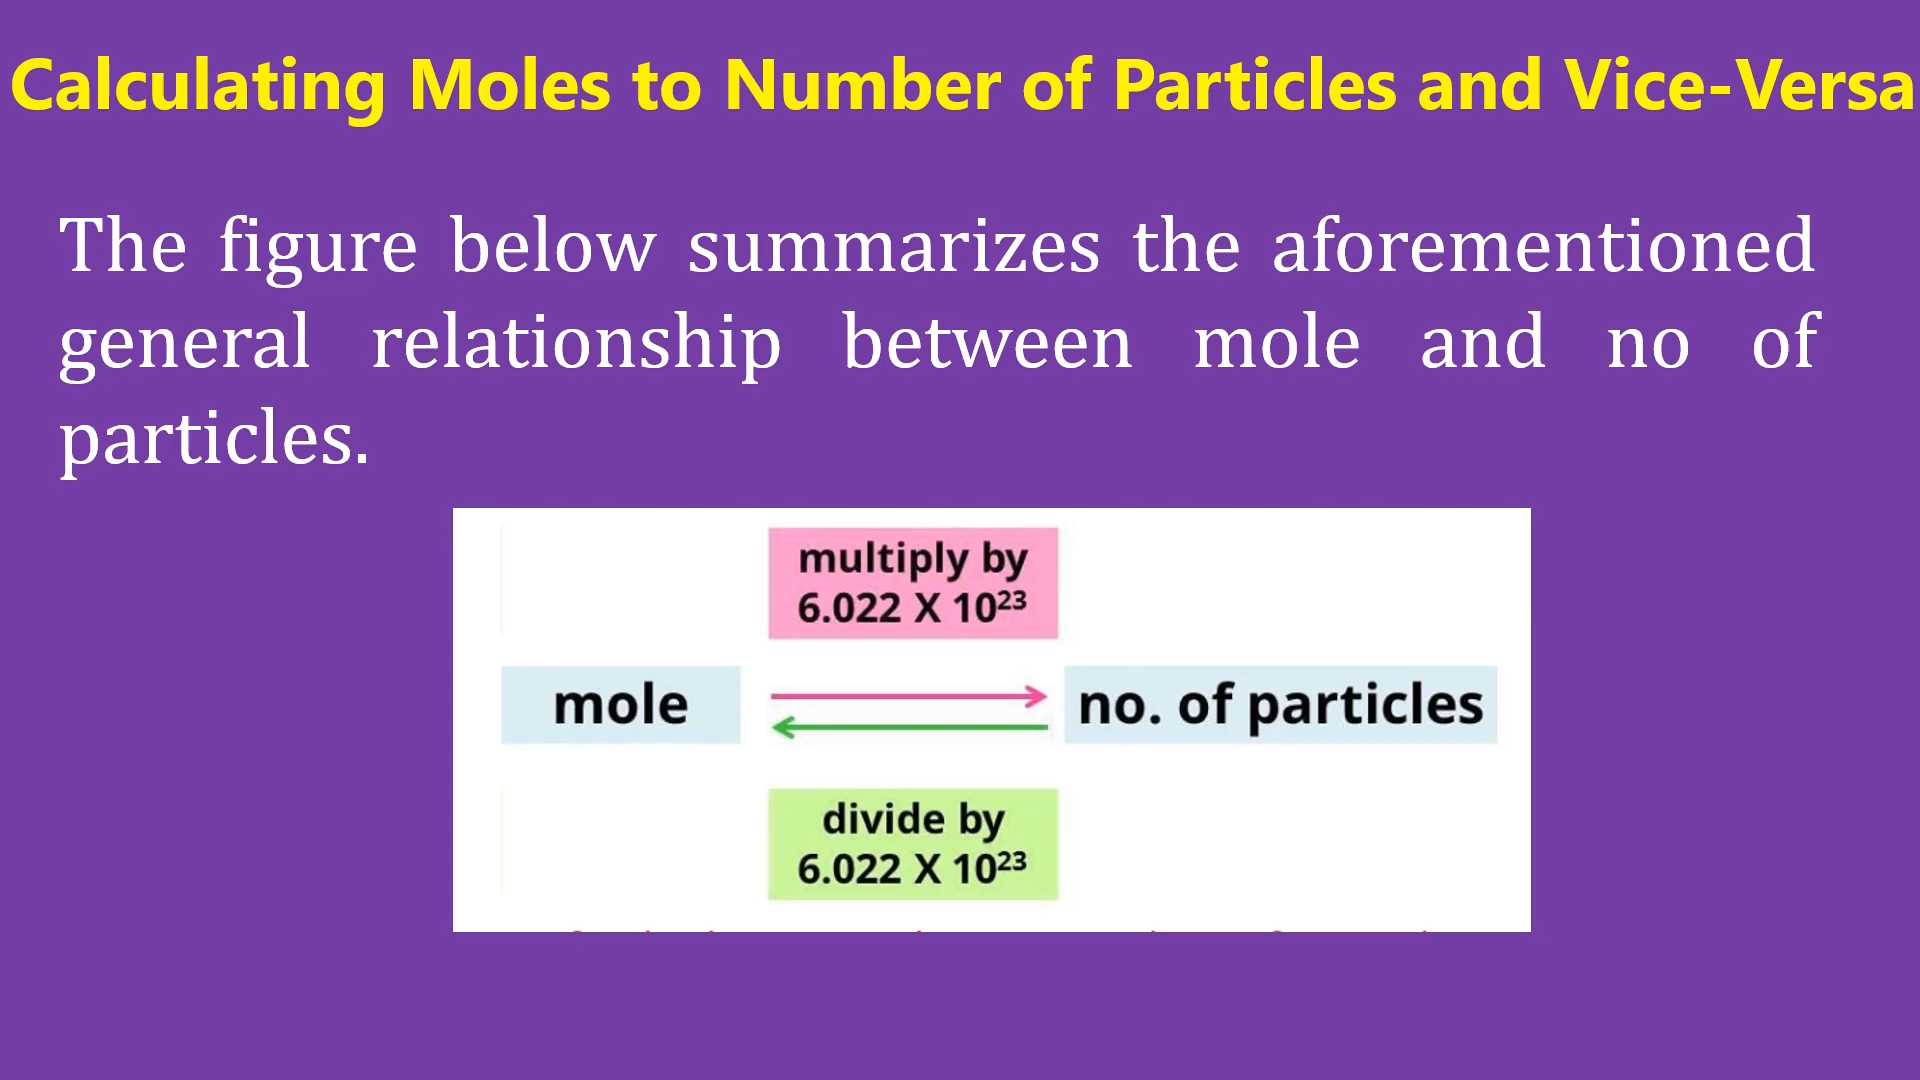 Calculating Moles to Number of Particles and Vice-Versa
The figure below summarizes the aforementioned
general relationship between mole and no of
particles.
multiply by
6.022 X 10²³
mole
no. of particles
divide by
6.022 X 10²³